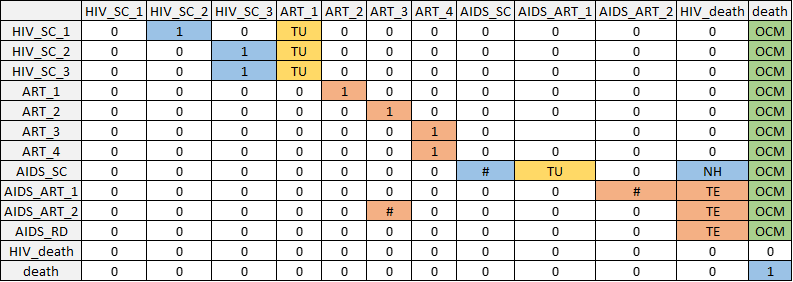 HIV_SC_1 HIV_SC_2 HIV_SC_3 ART_1 ART_2 ART_3 ART_4 AIDS_SC AIDS_ART_1 AIDS_ART_2 HIV_death death
HIV_SC_1 0 1 0 TU 0 0 0 0 0 0 0 OCM
HIV_SC_2 0 0 1 TU 0 0 0 0 0 0 0 OCM
HIV_SC_3 0 0 1 TU 0 0 0 0 0 0 0 OCM
ART_1 0 0 0 0 1 0 0 0 0 0 0 OCM
ART_2 0 0 0 0 0 1 0 0 0 0 0 OCM
ART_3 0 0 0 0 0 0 1 0 0 0 0 OCM
ART_4 0 0 0 0 0 0 1 0 0 0 0 OCM
AIDS_SC 0 0 0 0 0 0 0 # TU 0 NH OCM
AIDS_ART_1 0 0 0 0 0 0 0 0 0 # TE OCM
AIDS_ART_2 0 0 0 0 0 # 0 0 0 0 TE OCM
AIDS_RD 0 0 0 0 0 0 0 0 0 0 TE OCM
HIV_death 0 0 0 0 0 0 0 0 0 0 0 0
death 0 0 0 0 0 0 0 0 0 0 0 1